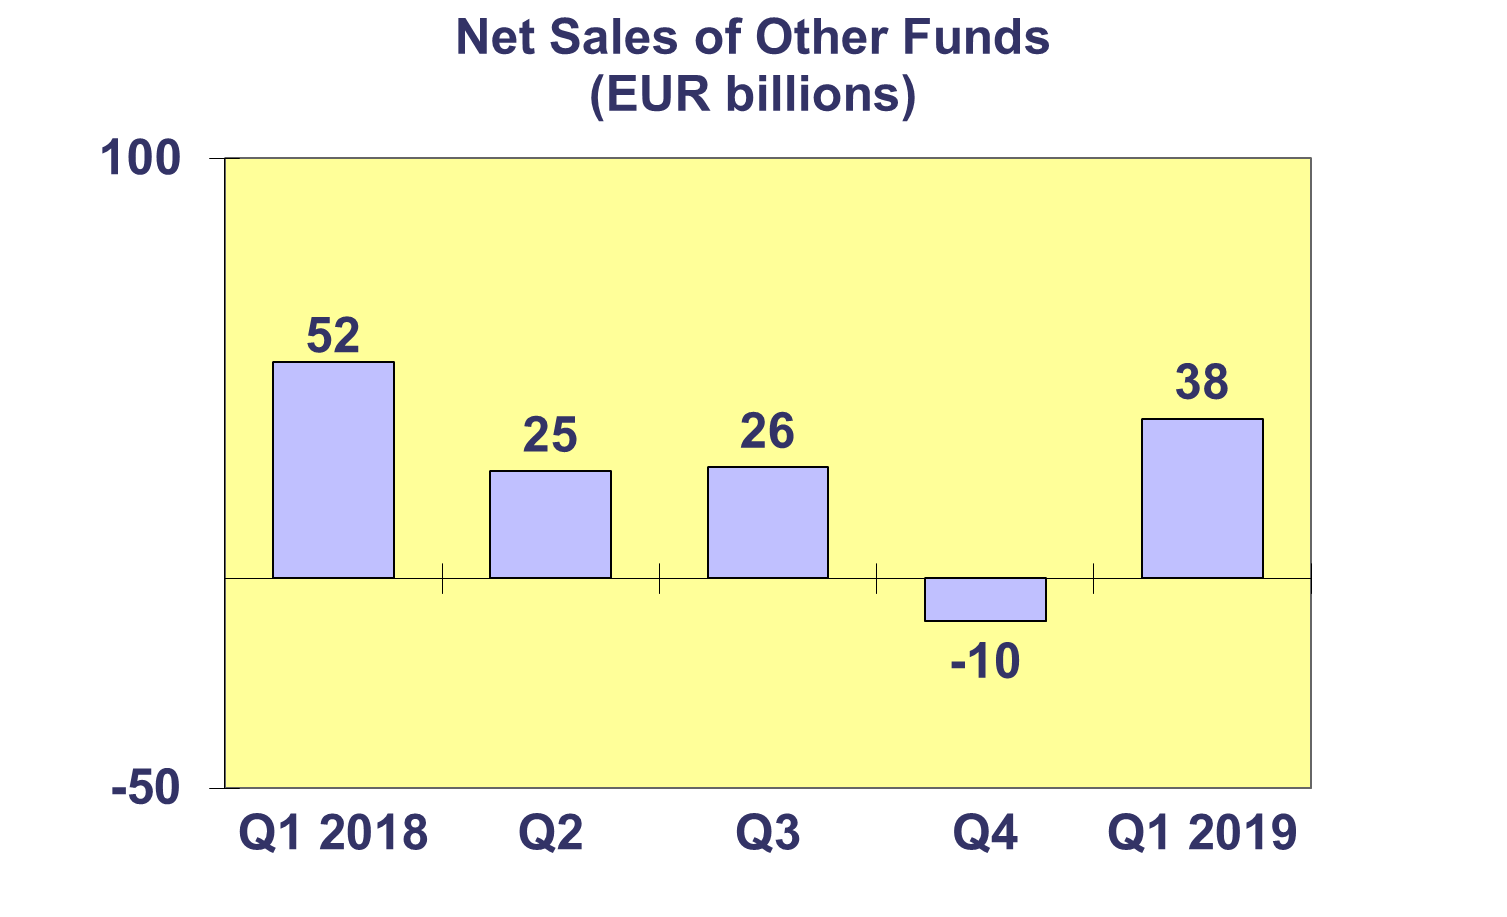 Net Sales of Other Funds
(EUR billions)
100
52
38
25
26
-10
-50
Q1 2018 Q2 Q3 Q4 Q1 2019